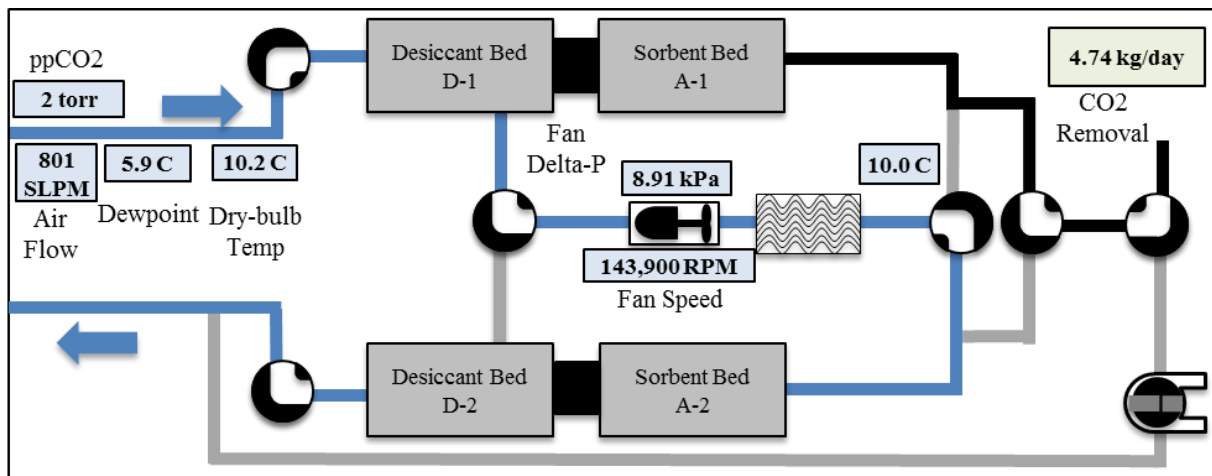 ppCO2
2 torr
801
SLPM
Air
Flow
5.9 C
Dewpoint
10.2 C
Dry-bulb
Temp
Desiccant Bed
D-1
Sorbent Bed
A-1
Fan
Delta-P
8.91 kPa
143,900 RPM
Fan Speed
10.0 C
4.74 kg/day
CO2
Removal
Desiccant Bed
D-2
Sorbent Bed
A-2